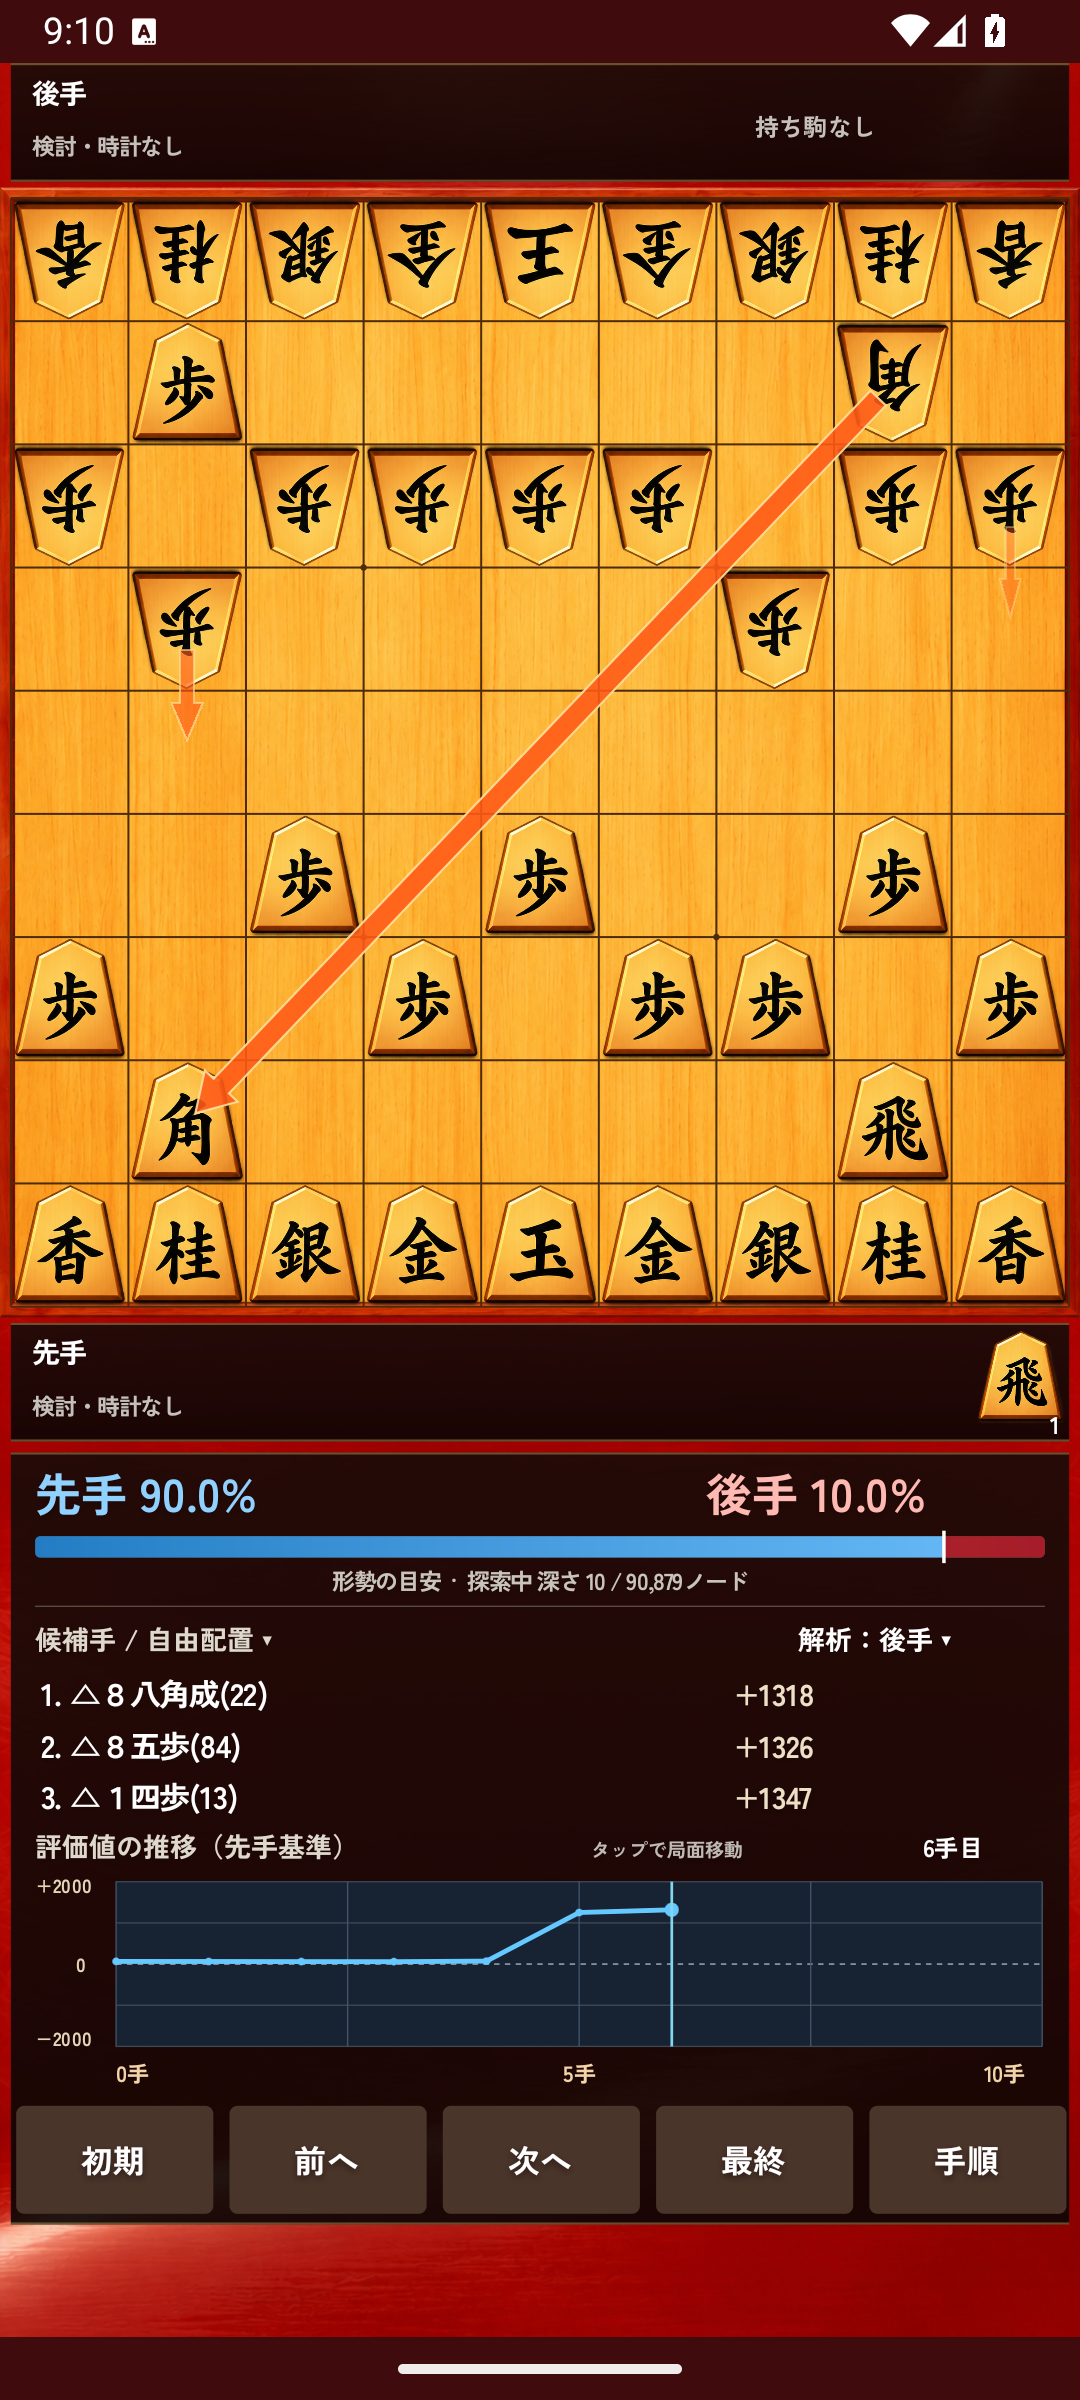 9:10 A
後手
検討・時計なし
持ち駒なし
香 桂 銀 金 王 金 銀 桂 香
歩 角
歩 歩 歩 歩 歩 歩 歩
歩 歩
歩 歩 歩
歩 歩 歩 歩 歩
角 飛
香 桂 銀 金 玉 金 銀 桂 香
先手
検討・時計なし
飛
1
先手 90.0% 後手 10.0%
形勢の目安・探索中 深さ 10 / 90,879ノード
候補手 / 自由配置 ▾ 解析：後手 ▾
1. △８八角成(22) +1318
2. △８五歩(84) +1326
3. △１四歩(13) +1347
評価値の推移（先手基準） タップで局面移動 6手目
+2000
0
−2000
0手 5手 10手
初期 前へ 次へ 最終 手順